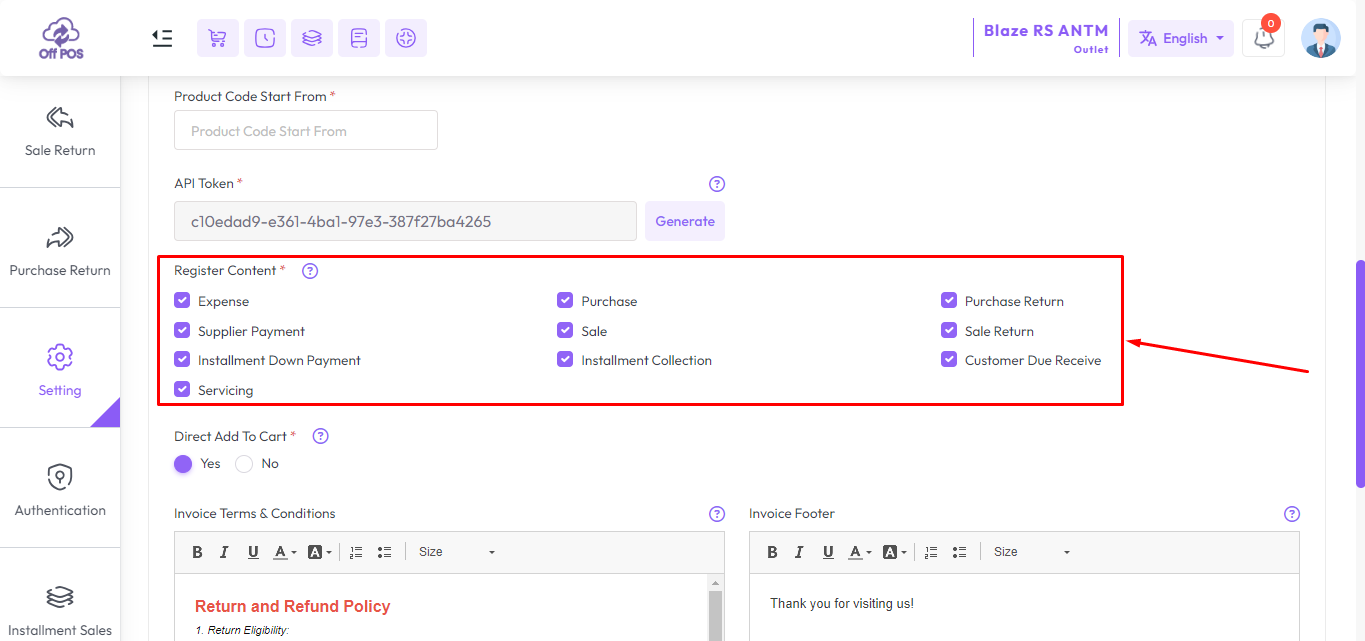 Off POS
Blaze RS ANTM
Outlet
English
0
Sale Return
Purchase Return
Setting
Authentication
Installment Sales
Product Code Start From *
Product Code Start From
API Token *
?
c10edad9-e361-4ba1-97e3-387f27ba4265
Generate
Register Content * ?
Expense Purchase Purchase Return
Supplier Payment Sale Sale Return
Installment Down Payment Installment Collection Customer Due Receive
Servicing
Direct Add To Cart * ?
Yes No
Invoice Terms & Conditions ?
B I U A A Size
Return and Refund Policy
1. Return Eligibility:
Invoice Footer ?
B I U A A Size
Thank you for visiting us!